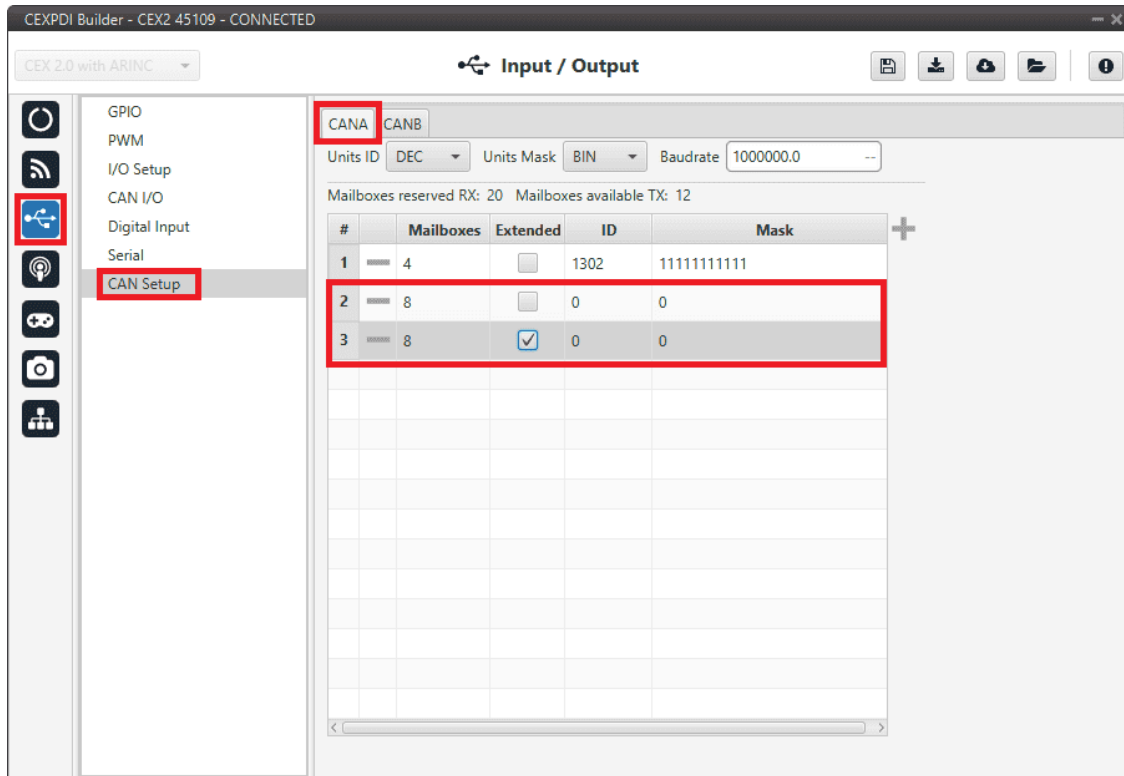 CEXPDI Builder - CEX2 45109 - CONNECTED
CEX 2.0 with ARINC
Input / Output
GPIO
PWM
I/O Setup
CAN I/O
Digital Input
Serial
CAN Setup
CANA CANB
Units ID DEC Units Mask BIN Baudrate 1000000.0 --
Mailboxes reserved RX: 20 Mailboxes available TX: 12
# Mailboxes Extended ID Mask
1 4 1302 11111111111
2 8 0 0
3 8 0 0